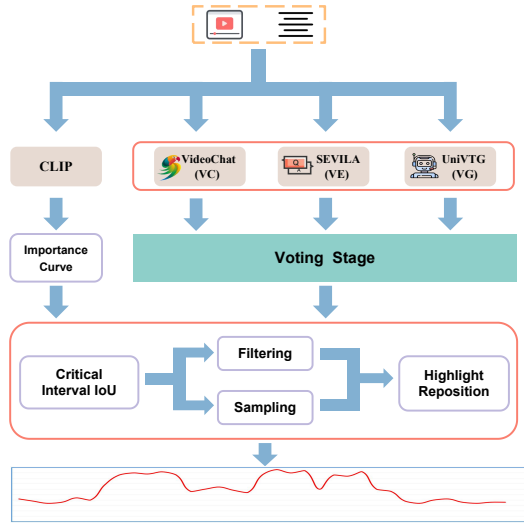 CLIP
VideoChat
(VC)
Q
SEVILA
(VE)
UniVTG
(VG)
Importance
Curve
Voting Stage
Critical
Interval IoU
Filtering
Sampling
Highlight
Reposition